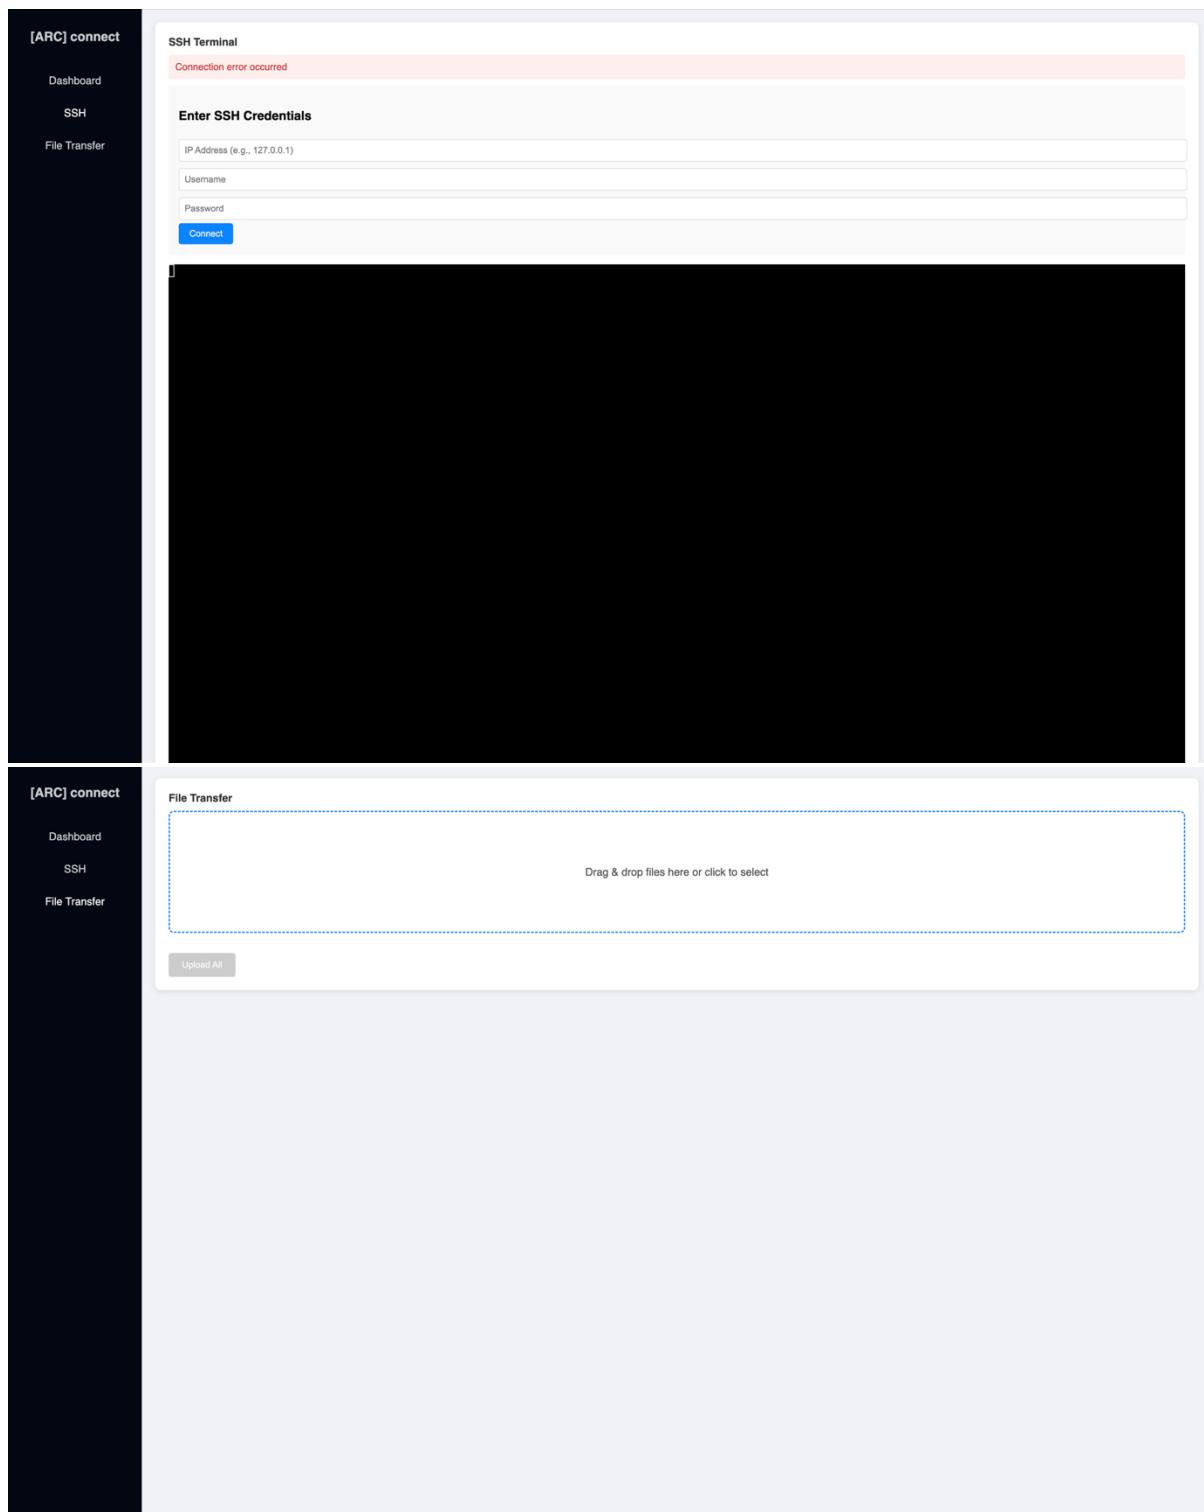 [ARC] connect
Dashboard
SSH
File Transfer
SSH Terminal
Connection error occurred
Enter SSH Credentials
IP Address (e.g., 127.0.0.1)
Username
Password
Connect
[ARC] connect
Dashboard
SSH
File Transfer
File Transfer
Drag & drop files here or click to select
Upload All